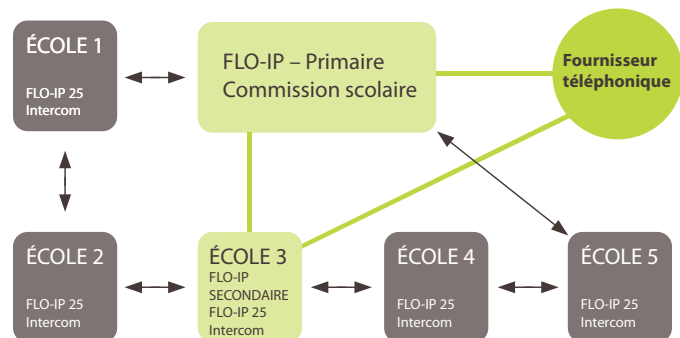 ÉCOLE 1
FLO-IP 25
Intercom
FLO-IP – Primaire
Commission scolaire
Fournisseur
téléphonique
ÉCOLE 2
FLO-IP 25
Intercom
ÉCOLE 3
FLO-IP
SECONDAIRE
FLO-IP 25
Intercom
ÉCOLE 4
FLO-IP 25
Intercom
ÉCOLE 5
FLO-IP 25
Intercom